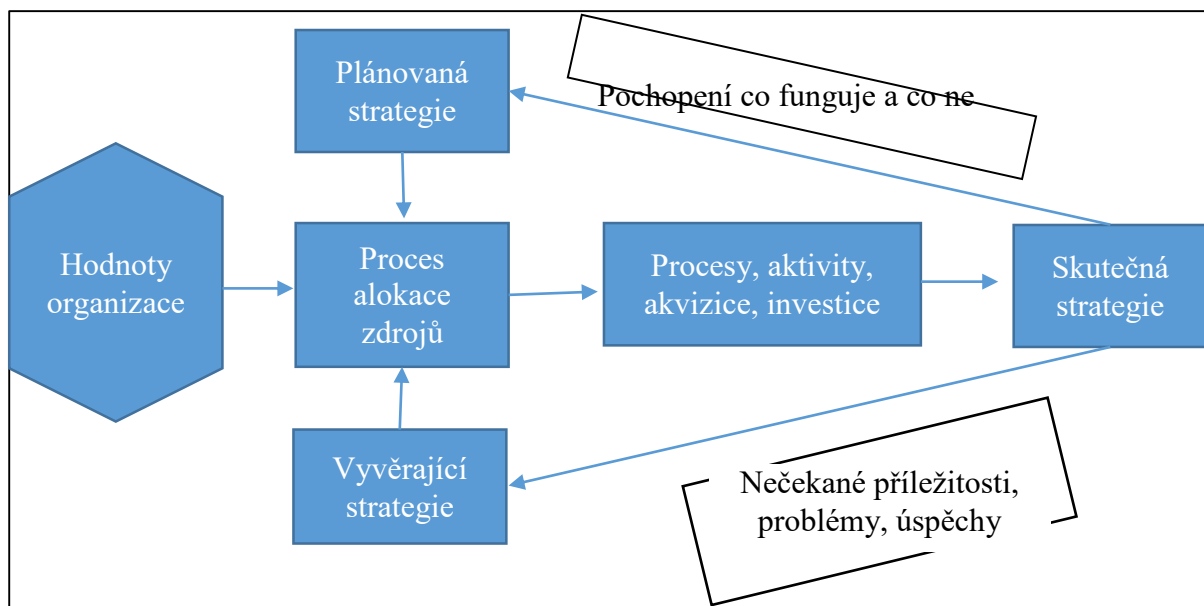 Plánovaná
strategie
Pochopení co funguje a co ne
Hodnoty
organizace
Proces
alokace
zdrojů
Procesy, aktivity,
akvizice, investice
Skutečná
strategie
Vyvěrající
strategie
Nečekané příležitosti,
problémy, úspěchy